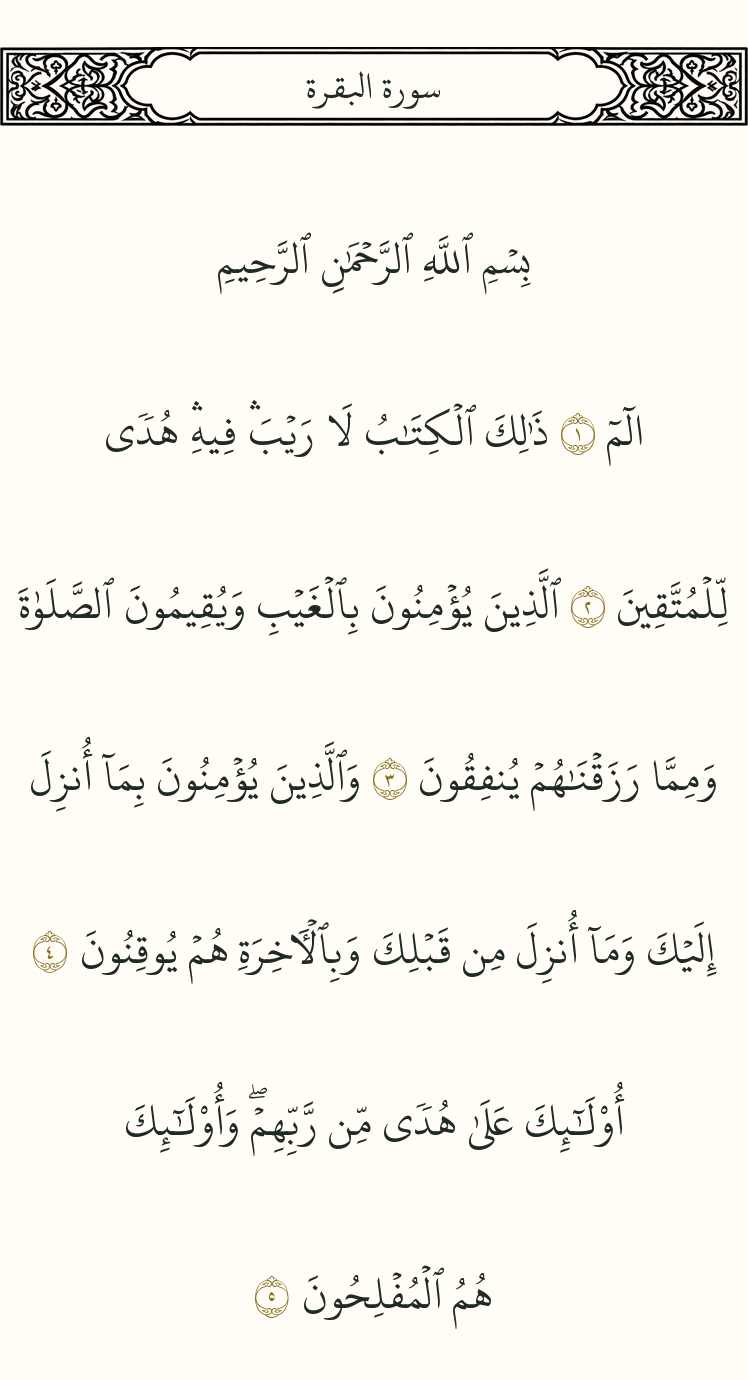 سورة البقرة
بِسۡمِ ٱللَّهِ ٱلرَّحۡمَٰنِ ٱلرَّحِيمِ
الٓمٓ ١ ذَٰلِكَ ٱلۡكِتَٰبُ لَا رَيۡبَۛ فِيهِۛ هُدٗى
لِّلۡمُتَّقِينَ ٢ ٱلَّذِينَ يُؤۡمِنُونَ بِٱلۡغَيۡبِ وَيُقِيمُونَ ٱلصَّلَوٰةَ
وَمِمَّا رَزَقۡنَٰهُمۡ يُنفِقُونَ ٣ وَٱلَّذِينَ يُؤۡمِنُونَ بِمَآ أُنزِلَ
إِلَيۡكَ وَمَآ أُنزِلَ مِن قَبۡلِكَ وَبِٱلۡأٓخِرَةِ هُمۡ يُوقِنُونَ ٤
أُوْلَٰٓئِكَ عَلَىٰ هُدٗى مِّن رَّبِّهِمۡۖ وَأُوْلَٰٓئِكَ
هُمُ ٱلۡمُفۡلِحُونَ ٥